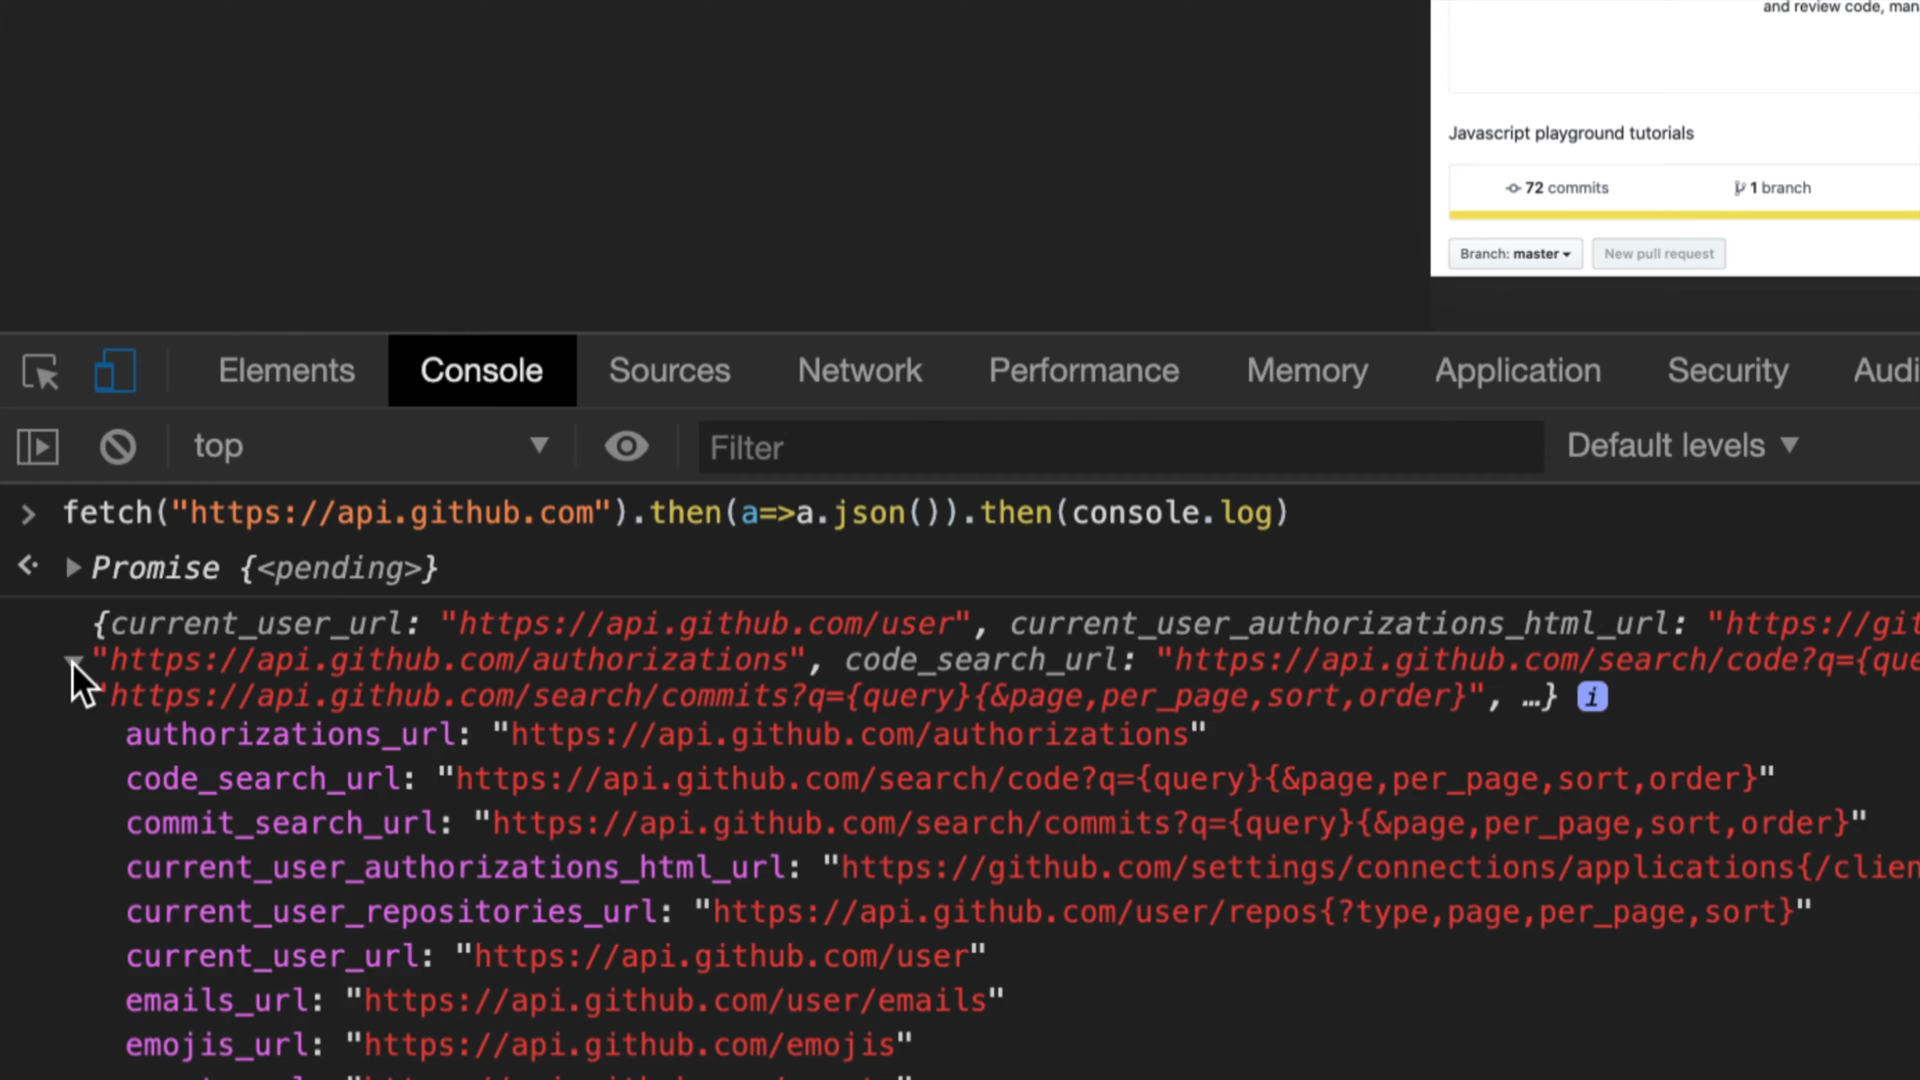 and review code, man
Javascript playground tutorials
72 commits
1 branch
Branch: master
New pull request
Elements
Console
Sources
Network
Performance
Memory
Application
Security
Audi
top
Filter
Default levels
fetch("https://api.github.com").then(a=>a.json()).then(console.log)
Promise {<pending>}
{current_user_url: "https://api.github.com/user", current_user_authorizations_html_url: "https://git
"https://api.github.com/authorizations", code_search_url: "https://api.github.com/search/code?q={que
"https://api.github.com/search/commits?q={query}{&page,per_page,sort,order}", …} i
authorizations_url: "https://api.github.com/authorizations"
code_search_url: "https://api.github.com/search/code?q={query}{&page,per_page,sort,order}"
commit_search_url: "https://api.github.com/search/commits?q={query}{&page,per_page,sort,order}"
current_user_authorizations_html_url: "https://github.com/settings/connections/applications{/clien
current_user_repositories_url: "https://api.github.com/user/repos{?type,page,per_page,sort}"
current_user_url: "https://api.github.com/user"
emails_url: "https://api.github.com/user/emails"
emojis_url: "https://api.github.com/emojis"